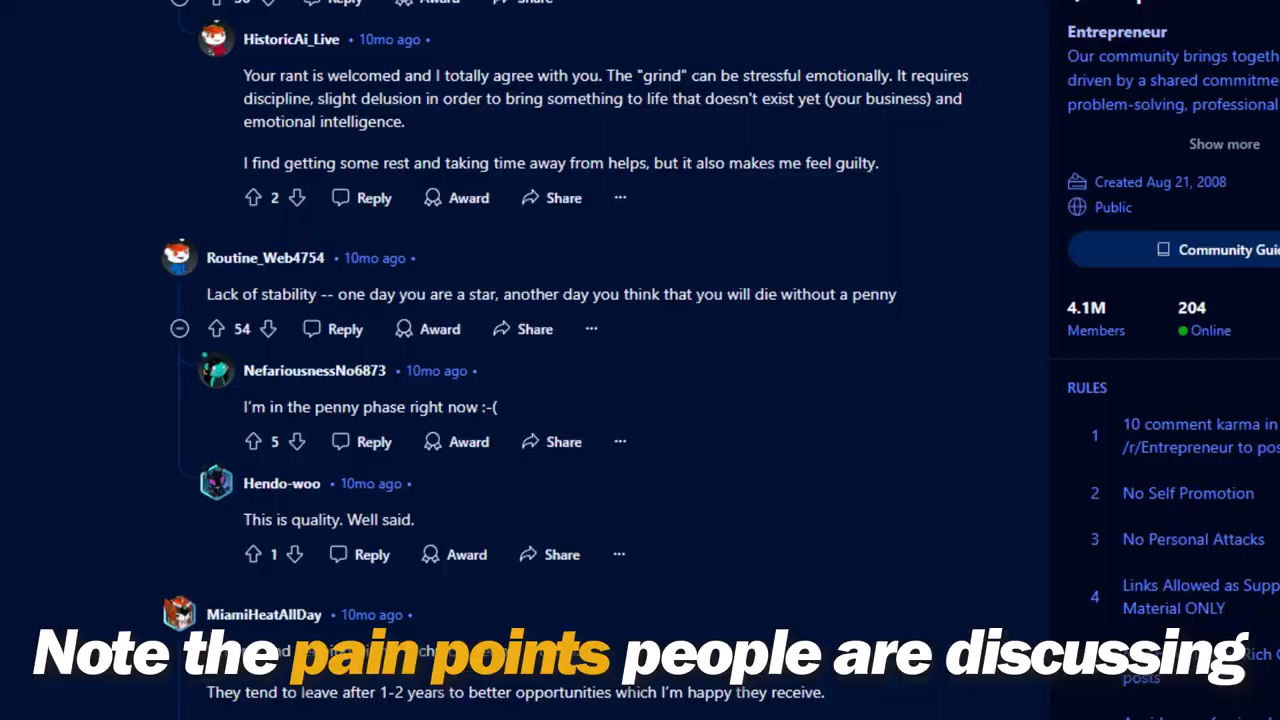 Reply Award Share
HistoricAi_Live • 10mo ago •
Your rant is welcomed and I totally agree with you. The "grind" can be stressful emotionally. It requires
discipline, slight delusion in order to bring something to life that doesn't exist yet (your business) and
emotional intelligence.
I find getting some rest and taking time away from helps, but it also makes me feel guilty.
2 Reply Award Share ...
Routine_Web4754 • 10mo ago •
Lack of stability -- one day you are a star, another day you think that you will die without a penny
54 Reply Award Share ...
NefariousnessNo6873 • 10mo ago •
I'm in the penny phase right now :-(
5 Reply Award Share ...
Hendo-woo • 10mo ago •
This is quality. Well said.
1 Reply Award Share ...
MiamiHeatAllDay • 10mo ago •
They tend to leave after 1-2 years to better opportunities which I'm happy they receive.
Entrepreneur
Our community brings togeth
driven by a shared commitme
problem-solving, professional
Show more
Created Aug 21, 2008
Public
Community Guid
4.1M 204
Members Online
RULES
1 10 comment karma in
/r/Entrepreneur to pos
2 No Self Promotion
3 No Personal Attacks
4 Links Allowed as Supp
Material ONLY
Rich
posts
Note the pain points people are discussing